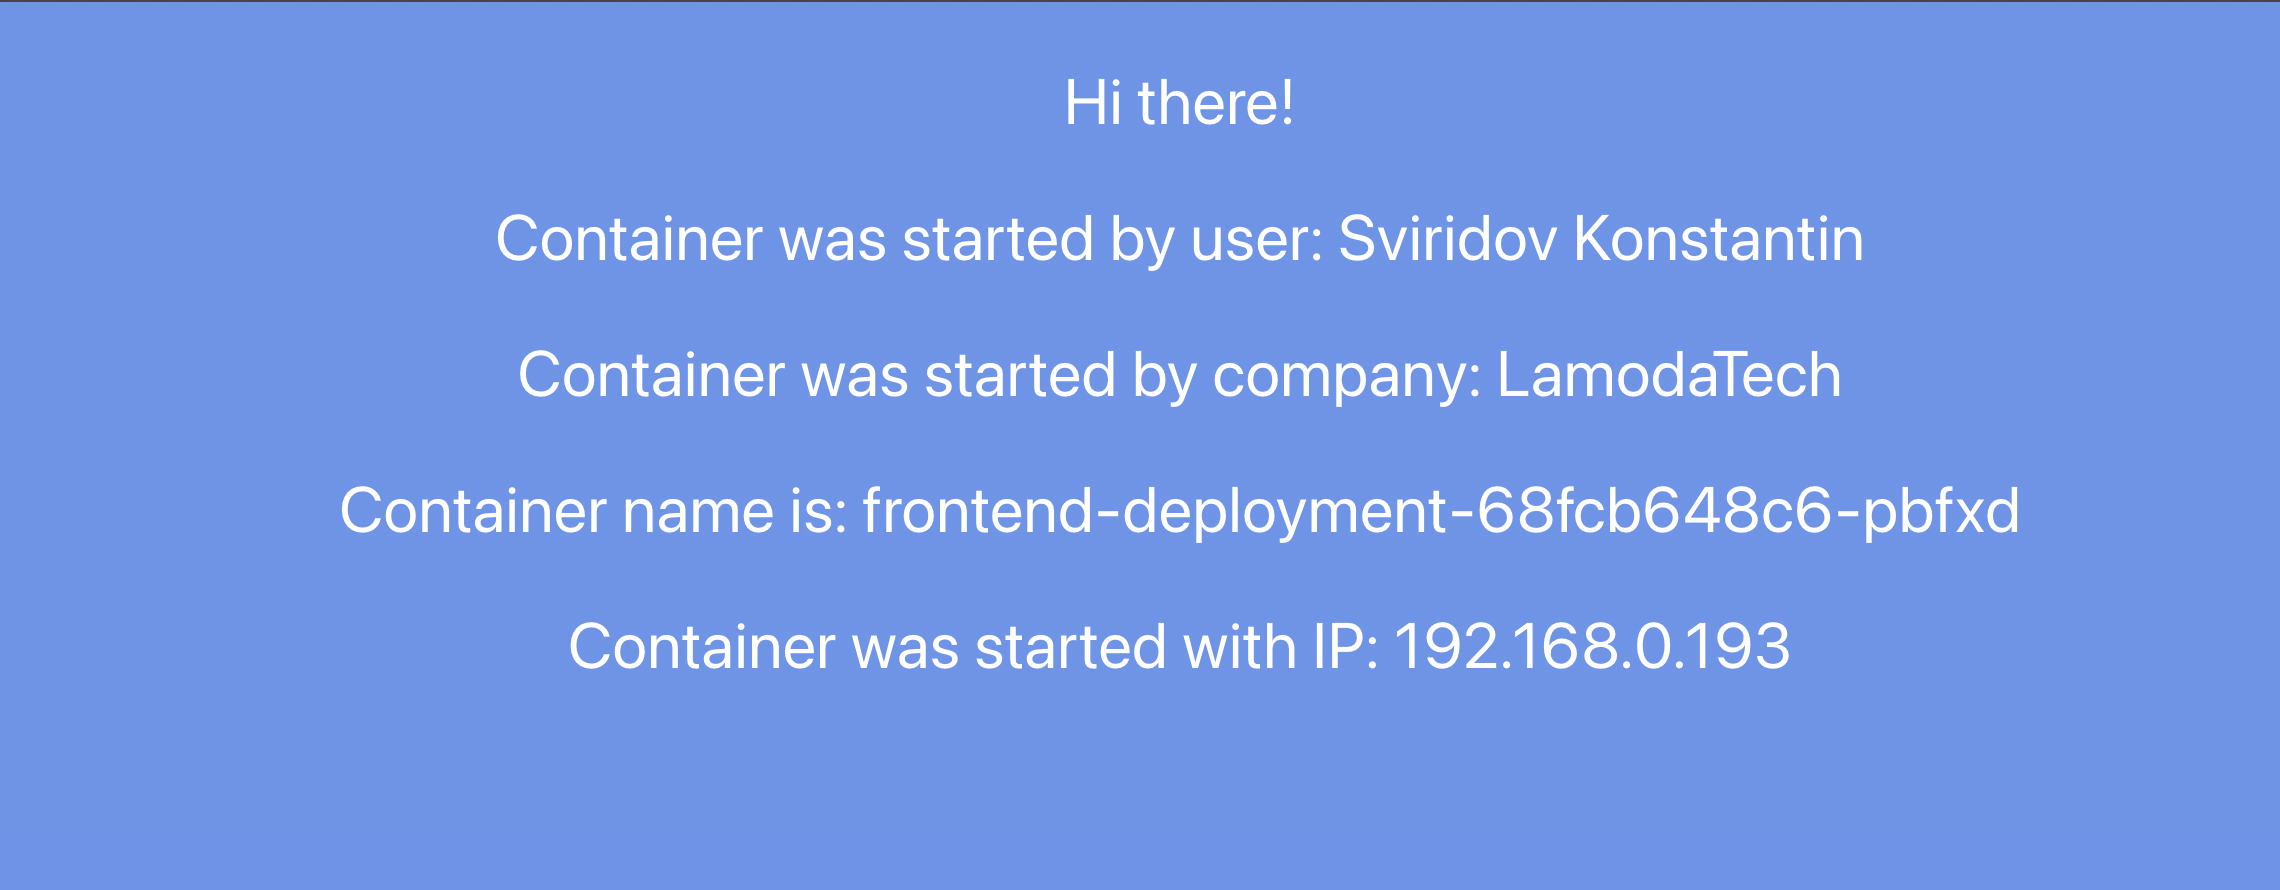 Hi there!
Container was started by user: Sviridov Konstantin
Container was started by company: LamodaTech
Container name is: frontend-deployment-68fcb648c6-pbfxd
Container was started with IP: 192.168.0.193